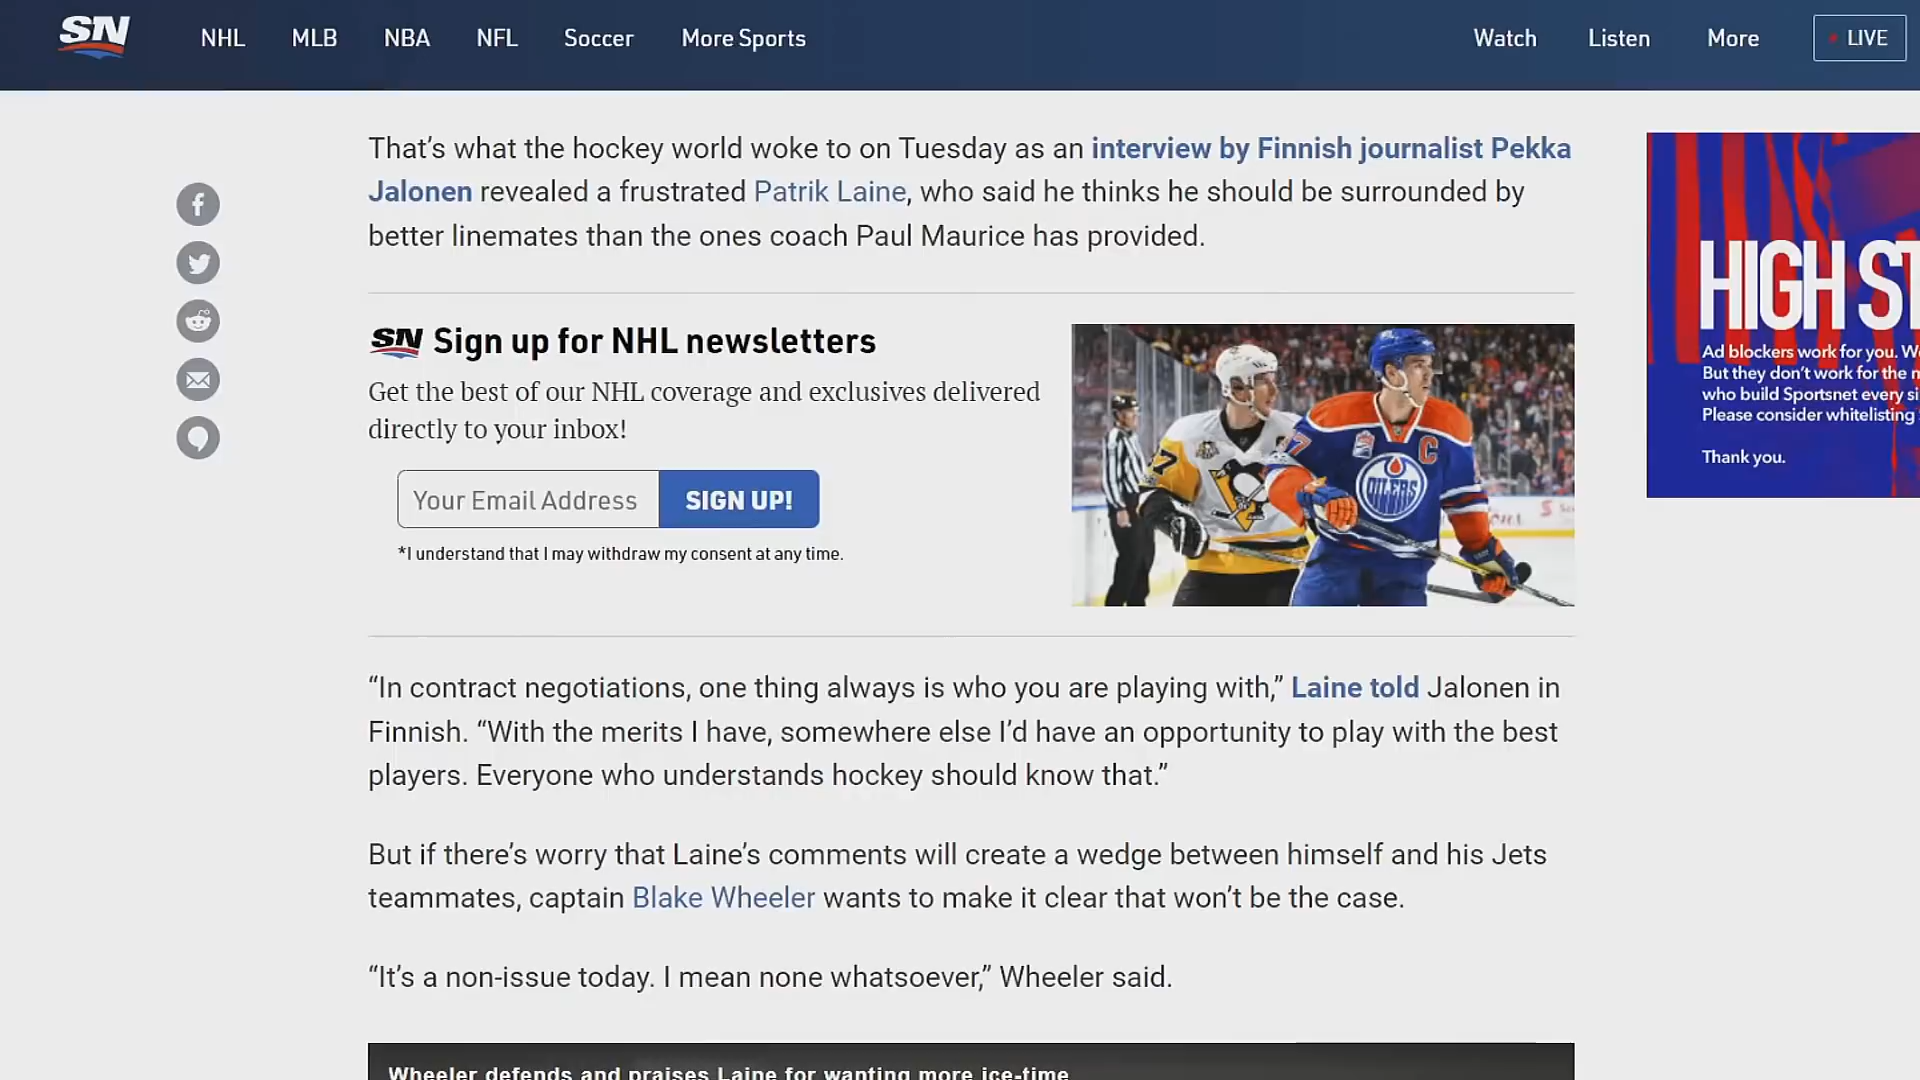 SN NHL MLB NBA NFL Soccer More Sports Watch Listen More LIVE
That’s what the hockey world woke to on Tuesday as an interview by Finnish journalist Pekka
Jalonen revealed a frustrated Patrik Laine, who said he thinks he should be surrounded by
better linemates than the ones coach Paul Maurice has provided.
SN Sign up for NHL newsletters
Get the best of our NHL coverage and exclusives delivered
directly to your inbox!
Your Email Address SIGN UP!
*I understand that I may withdraw my consent at any time.
C
OILERS
HIGH ST
Ad blockers work for you. W
But they don’t work for the
who build Sportsnet every si
Please consider whitelisting
Thank you.
“In contract negotiations, one thing always is who you are playing with,” Laine told Jalonen in
Finnish. “With the merits I have, somewhere else I’d have an opportunity to play with the best
players. Everyone who understands hockey should know that.”
But if there’s worry that Laine’s comments will create a wedge between himself and his Jets
teammates, captain Blake Wheeler wants to make it clear that won’t be the case.
“It’s a non-issue today. I mean none whatsoever,” Wheeler said.
Wheeler defends and praises Laine for wanting more ice-time